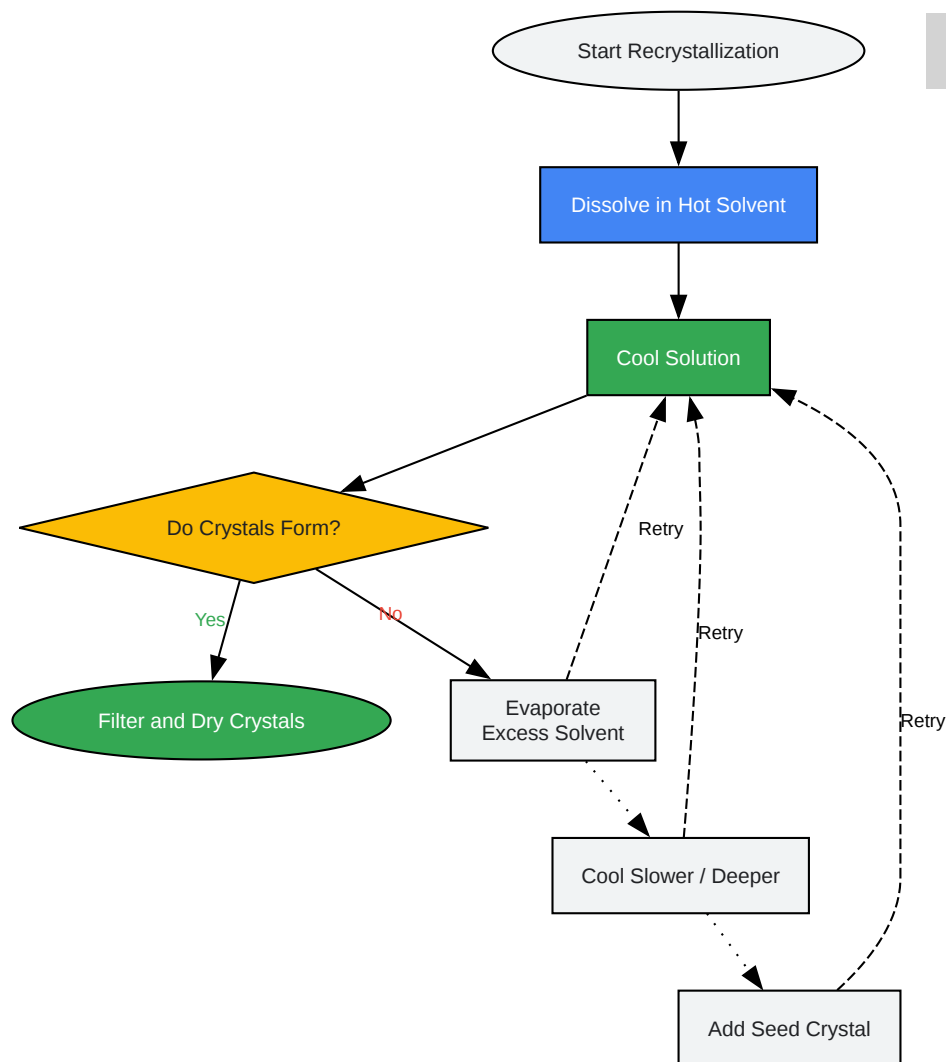 Start Recrystallization
Dissolve in Hot Solvent
Cool Solution
Do Crystals Form?
Retry
Yes
No
Retry
Evaporate
Excess Solvent
Filter and Dry Crystals
Retry
Cool Slower / Deeper
Add Seed Crystal